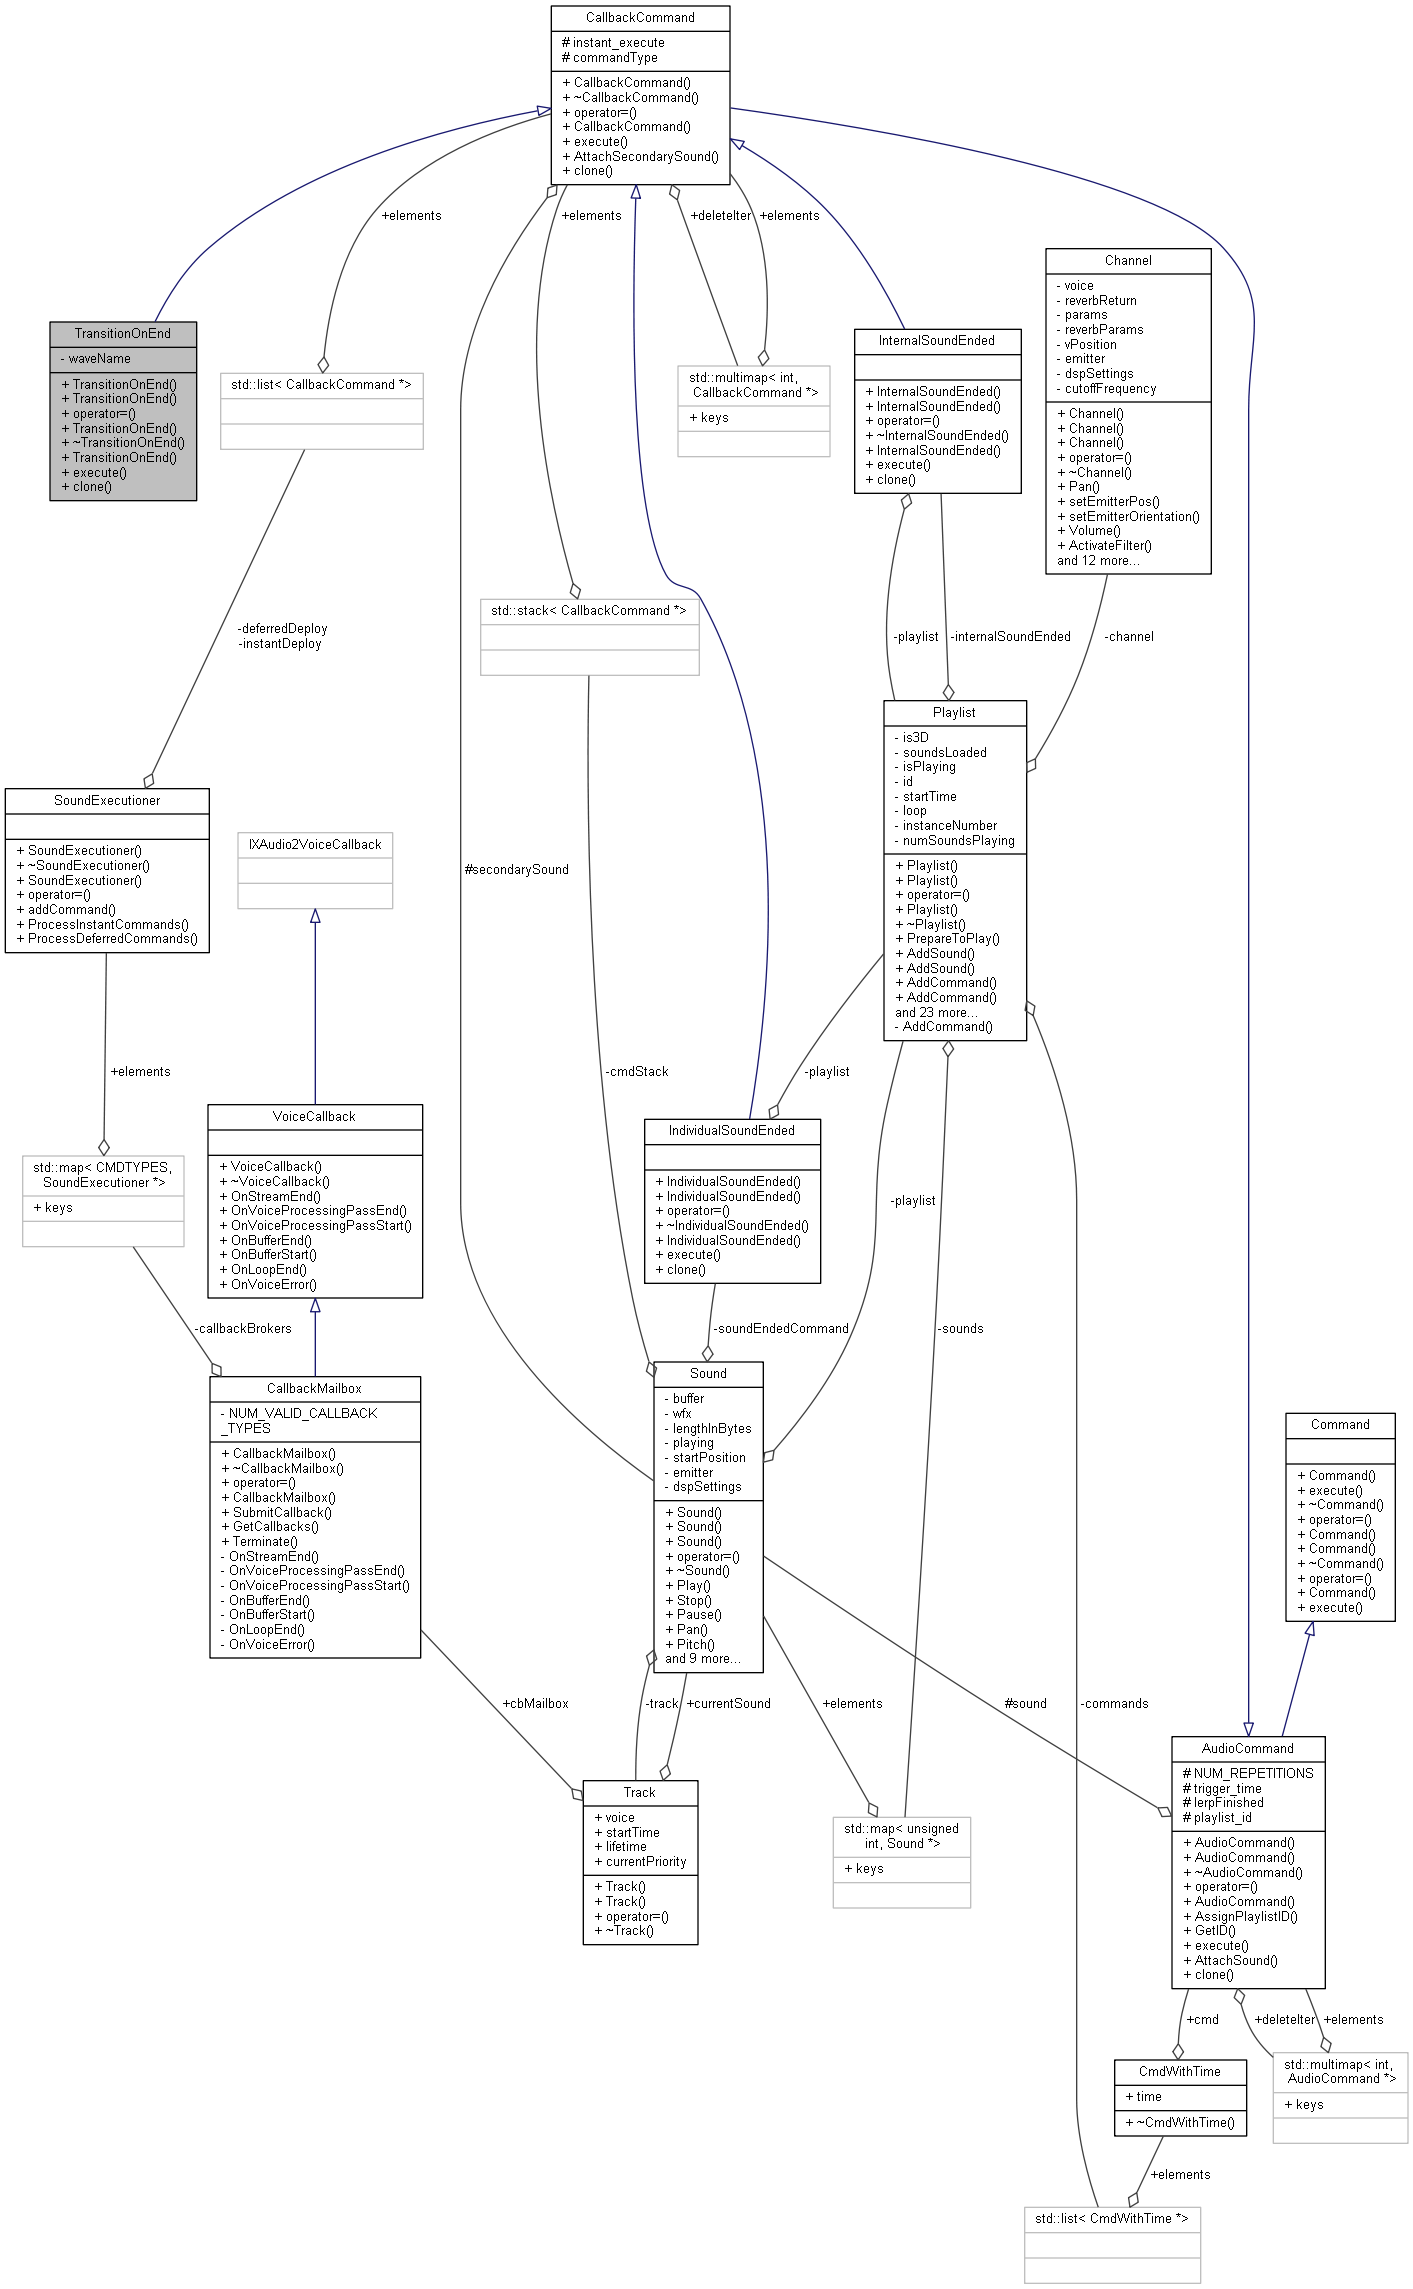 CallbackCommand
# instant_execute
# commandType
+ CallbackCommand()
+ ~CallbackCommand()
+ operator=()
+ CallbackCommand()
+ execute()
+ AttachSecondarySound()
+ clone()
+elements
+elements
+deleteIter
+elements
Channel
- voice
- reverbReturn
- params
- reverbParams
- vPosition
- emitter
- dspSettings
- cutoffFrequency
+ Channel()
+ Channel()
+ Channel()
+ operator=()
+ ~Channel()
+ Pan()
+ setEmitterPos()
+ setEmitterOrientation()
+ Volume()
+ ActivateFilter()
and 12 more...
TransitionOnEnd
- waveName
+ TransitionOnEnd()
+ TransitionOnEnd()
+ operator=()
+ TransitionOnEnd()
+ ~TransitionOnEnd()
+ TransitionOnEnd()
+ execute()
+ clone()
std::list< CallbackCommand *>
std::multimap< int,
CallbackCommand *>
+ keys
InternalSoundEnded
+ InternalSoundEnded()
+ InternalSoundEnded()
+ operator=()
+ ~InternalSoundEnded()
+ InternalSoundEnded()
+ execute()
+ clone()
std::stack< CallbackCommand *>
-deferredDeploy
-instantDeploy
-playlist
-internalSoundEnded
-channel
Playlist
- is3D
- soundsLoaded
- isPlaying
- id
- startTime
- loop
- instanceNumber
- numSoundsPlaying
+ Playlist()
+ Playlist()
+ operator=()
+ Playlist()
+ ~Playlist()
+ PrepareToPlay()
+ AddSound()
+ AddSound()
+ AddCommand()
+ AddCommand()
and 23 more...
- AddCommand()
SoundExecutioner
+ SoundExecutioner()
+ ~SoundExecutioner()
+ SoundExecutioner()
+ operator=()
+ addCommand()
+ ProcessInstantCommands()
+ ProcessDeferredCommands()
IXAudio2VoiceCallback
#secondarySound
+elements
-cmdStack
-playlist
VoiceCallback
+ VoiceCallback()
+ ~VoiceCallback()
+ OnStreamEnd()
+ OnVoiceProcessingPassEnd()
+ OnVoiceProcessingPassStart()
+ OnBufferEnd()
+ OnBufferStart()
+ OnLoopEnd()
+ OnVoiceError()
IndividualSoundEnded
+ IndividualSoundEnded()
+ IndividualSoundEnded()
+ operator=()
+ ~IndividualSoundEnded()
+ IndividualSoundEnded()
+ execute()
+ clone()
std::map< CMDTYPES,
SoundExecutioner *>
+ keys
-playlist
-callbackBrokers
-soundEndedCommand
-sounds
CallbackMailbox
- NUM_VALID_CALLBACK
_TYPES
+ CallbackMailbox()
+ ~CallbackMailbox()
+ operator=()
+ CallbackMailbox()
+ SubmitCallback()
+ GetCallbacks()
+ Terminate()
- OnStreamEnd()
- OnVoiceProcessingPassEnd()
- OnVoiceProcessingPassStart()
- OnBufferEnd()
- OnBufferStart()
- OnLoopEnd()
- OnVoiceError()
Sound
- buffer
- wfx
- lengthInBytes
- playing
- startPosition
- emitter
- dspSettings
+ Sound()
+ Sound()
+ Sound()
+ operator=()
+ ~Sound()
+ Play()
+ Stop()
+ Pause()
+ Pan()
+ Pitch()
and 9 more...
Command
+ Command()
+ execute()
+ ~Command()
+ operator=()
+ Command()
+ Command()
+ ~Command()
+ operator=()
+ Command()
+ execute()
+cbMailbox
-track
+currentSound
+elements
#sound
-commands
Track
+ voice
+ startTime
+ lifetime
+ currentPriority
+ Track()
+ Track()
+ operator=()
+ ~Track()
std::map< unsigned
int, Sound *>
+ keys
AudioCommand
# NUM_REPETITIONS
# trigger_time
# lerpFinished
# playlist_id
+ AudioCommand()
+ AudioCommand()
+ ~AudioCommand()
+ operator=()
+ AudioCommand()
+ AssignPlaylistID()
+ GetID()
+ execute()
+ AttachSound()
+ clone()
+cmd
+deleteIter
+elements
CmdWithTime
+ time
+ ~CmdWithTime()
std::multimap< int,
AudioCommand *>
+ keys
+elements
std::list< CmdWithTime *>